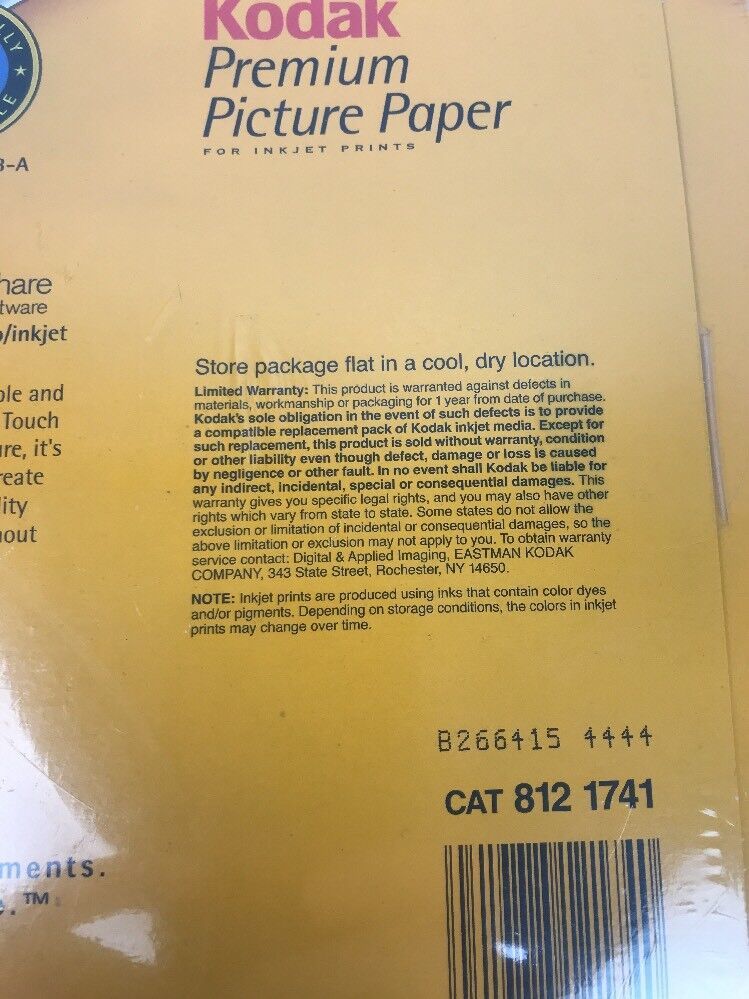 Kodak
Premium
Picture Paper
FOR INKJET PRINTS
LLY
LE
3-A
hare
tware
o/inkjet
ble and
Touch
ure, it's
reate
lity
hout
Store package flat in a cool, dry location.
Limited Warranty: This product is warranted against defects in
materials, workmanship or packaging for 1 year from date of purchase.
Kodak's sole obligation in the event of such defects is to provide
a compatible replacement pack of Kodak inkjet media. Except for
such replacement, this product is sold without warranty, condition
or other liability even though defect, damage or loss is caused
by negligence or other fault. In no event shall Kodak be liable for
any indirect, incidental, special or consequential damages. This
warranty gives you specific legal rights, and you may also have other
rights which vary from state to state. Some states do not allow the
exclusion or limitation of incidental or consequential damages, so the
above limitation or exclusion may not apply to you. To obtain warranty
service contact: Digital & Applied Imaging, EASTMAN KODAK
COMPANY, 343 State Street, Rochester, NY 14650.
NOTE: Inkjet prints are produced using inks that contain color dyes
and/or pigments. Depending on storage conditions, the colors in inkjet
prints may change over time.
B266415 4444
CAT 812 1741
ments.
.™